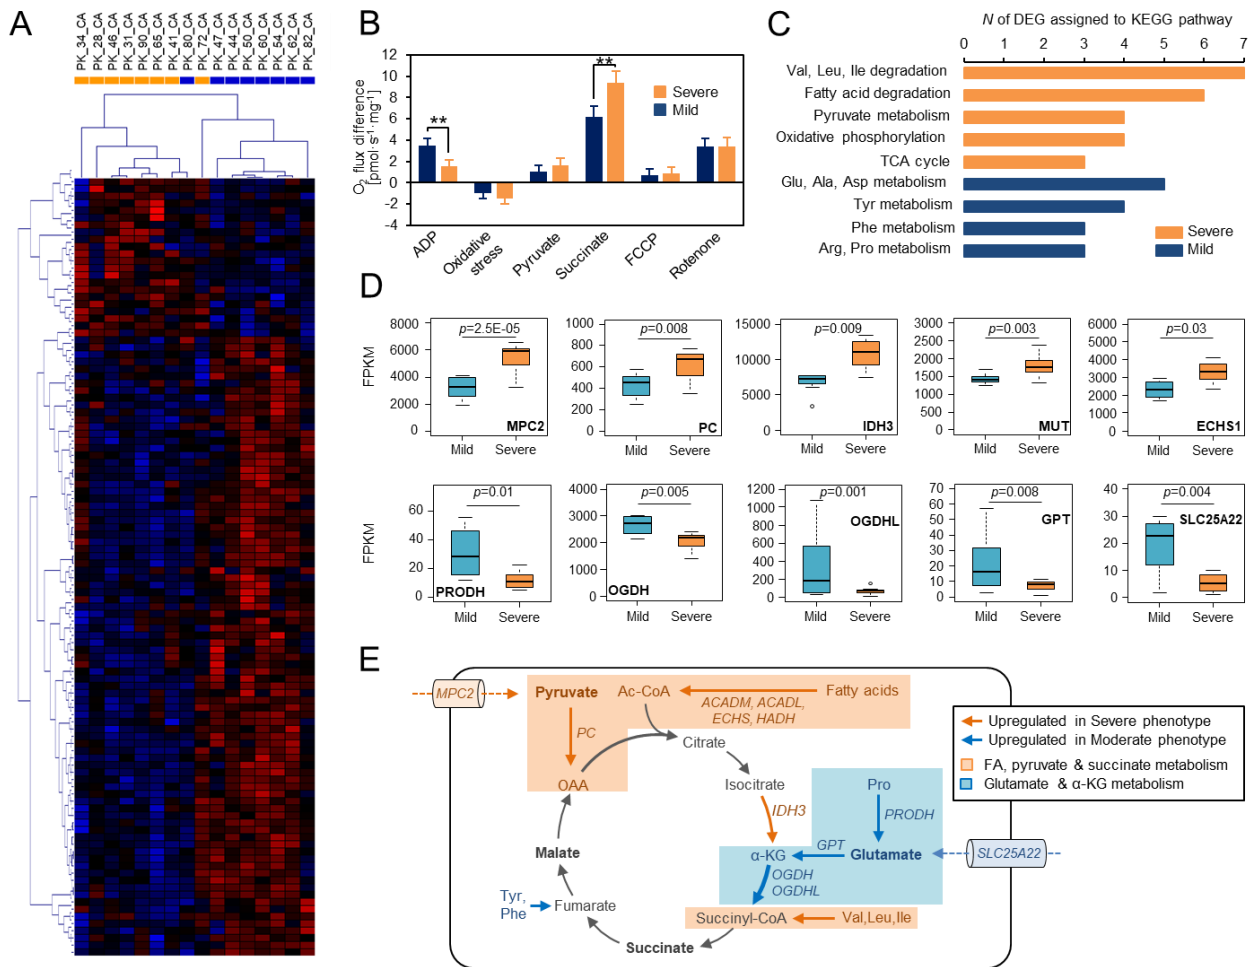 A
PK_34_CA
PK_28_CA
PK_46_CA
PK_31_CA
PK_90_CA
PK_65_CA
PK_41_CA
PK_80_CA
PK_72_CA
PK_47_CA
PK_44_CA
PK_50_CA
PK_60_CA
PK_54_CA
PK_62_CA
PK_82_CA
B
O2 flux difference
[pmol·s-1·mg-1]
12
10
8
6
4
2
0
-2
-4
**
**
Severe
Mild
ADP
Oxidative
stress
Pyruvate
Succinate
FCCP
Rotenone
C
N of DEG assigned to KEGG pathway
0 1 2 3 4 5 6 7
Val, Leu, Ile degradation
Fatty acid degradation
Pyruvate metabolism
Oxidative phosphorylation
TCA cycle
Glu, Ala, Asp metabolism
Tyr metabolism
Phe metabolism
Arg, Pro metabolism
Severe
Mild
D
FPKM
8000
6000
4000
2000
0
p=2.5E-05
MPC2
Mild Severe
1000
800
600
400
200
0
p=0.008
PC
Mild Severe
15000
10000
5000
0
p=0.009
IDH3
Mild Severe
3000
2500
2000
1500
1000
500
0
p=0.003
MUT
Mild Severe
6000
5000
4000
3000
2000
1000
0
p=0.03
ECHS1
Mild Severe
FPKM
60
40
20
0
p=0.01
PRODH
Mild Severe
4000
3000
2000
1000
0
p=0.005
OGDH
Mild Severe
1200
1000
800
600
400
200
0
p=0.001
OGDHL
Mild Severe
70
60
50
40
30
20
10
0
p=0.008
GPT
Mild Severe
50
40
30
20
10
0
p=0.004
SLC25A22
Mild Severe
E
MPC2
Pyruvate
Ac-CoA
Fatty acids
ACADM, ACADL,
ECHS, HADH
PC
OAA
Citrate
Isocitrate
IDH3
Pro
PRODH
GPT
α-KG
Glutamate
SLC25A22
OGDH
OGDHL
Malate
Tyr,
Phe
Fumarate
Succinyl-CoA
Val,Leu,Ile
Succinate
Upregulated in Severe phenotype
Upregulated in Moderate phenotype
FA, pyruvate & succinate metabolism
Glutamate & α-KG metabolism